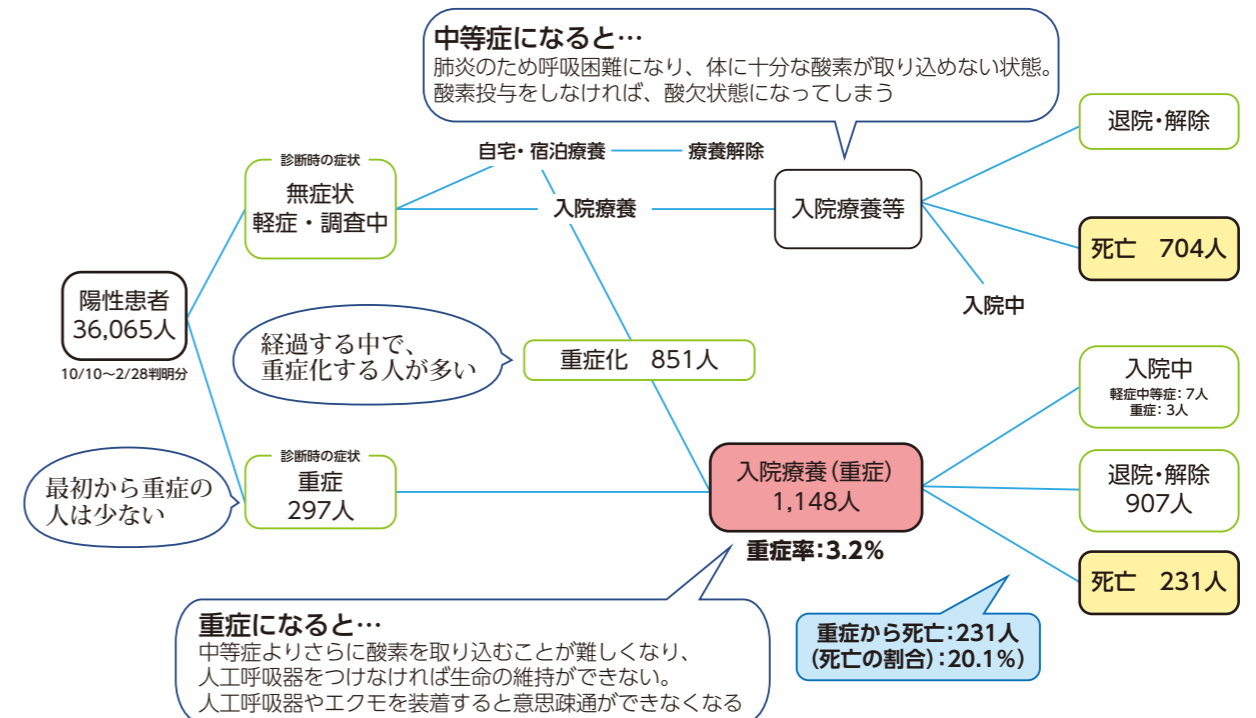 中等症になると…
肺炎のため呼吸困難になり、体に十分な酸素が取り込めない状態。
酸素投与をしなければ、酸欠状態になってしまう
陽性患者
36,065人
10/10~2/28判明分
診断時の症状
無症状
軽症・調査中
自宅・宿泊療養
療養解除
入院療養
入院療養等
退院・解除
死亡 704人
入院中
経過する中で、
重症化する人が多い
重症化 851人
最初から重症の
人は少ない
診断時の症状
重症
297人
入院療養(重症)
1,148人
重症率:3.2%
入院中
軽症中等症:7人
重症:3人
退院・解除
907人
死亡 231人
重症から死亡:231人
(死亡の割合):20.1%)
重症になると…
中等症よりさらに酸素を取り込むことが難しくなり、
人工呼吸器をつけなければ生命の維持ができない。
人工呼吸器やエクモを装着すると意思疎通ができなくなる